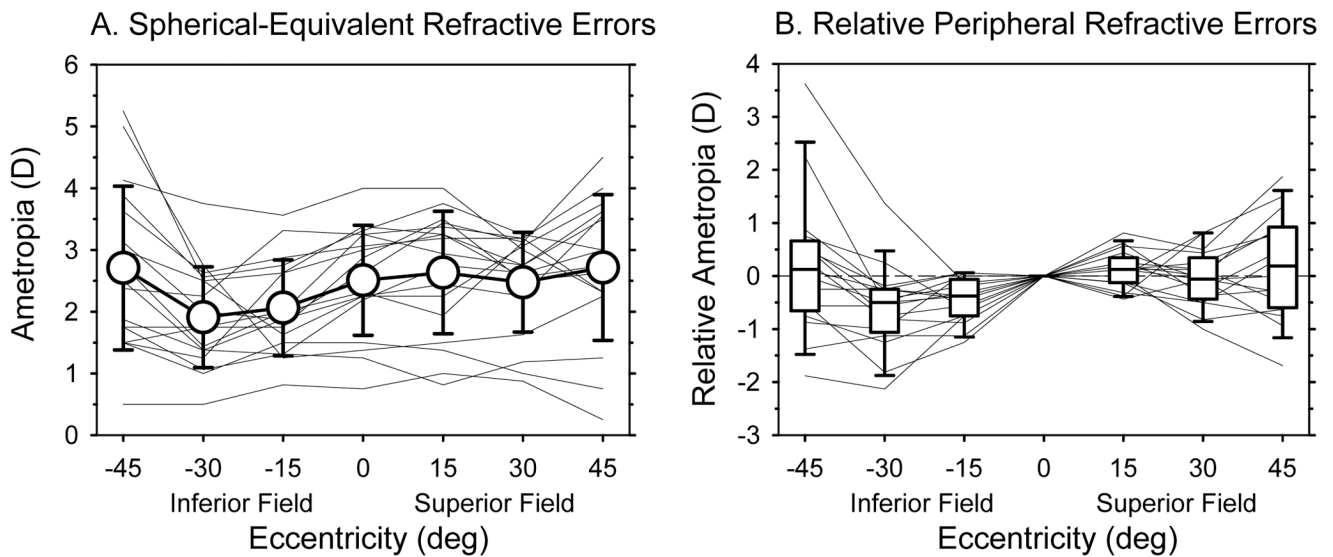 A. Spherical-Equivalent Refractive Errors
6
5
4
3
2
1
0
Ametropia (D)
-45 -30 -15 0 15 30 45
Inferior Field Superior Field
Eccentricity (deg)
B. Relative Peripheral Refractive Errors
4
3
2
1
0
-1
-2
-3
Relative Ametropia (D)
-45 -30 -15 0 15 30 45
Inferior Field Superior Field
Eccentricity (deg)